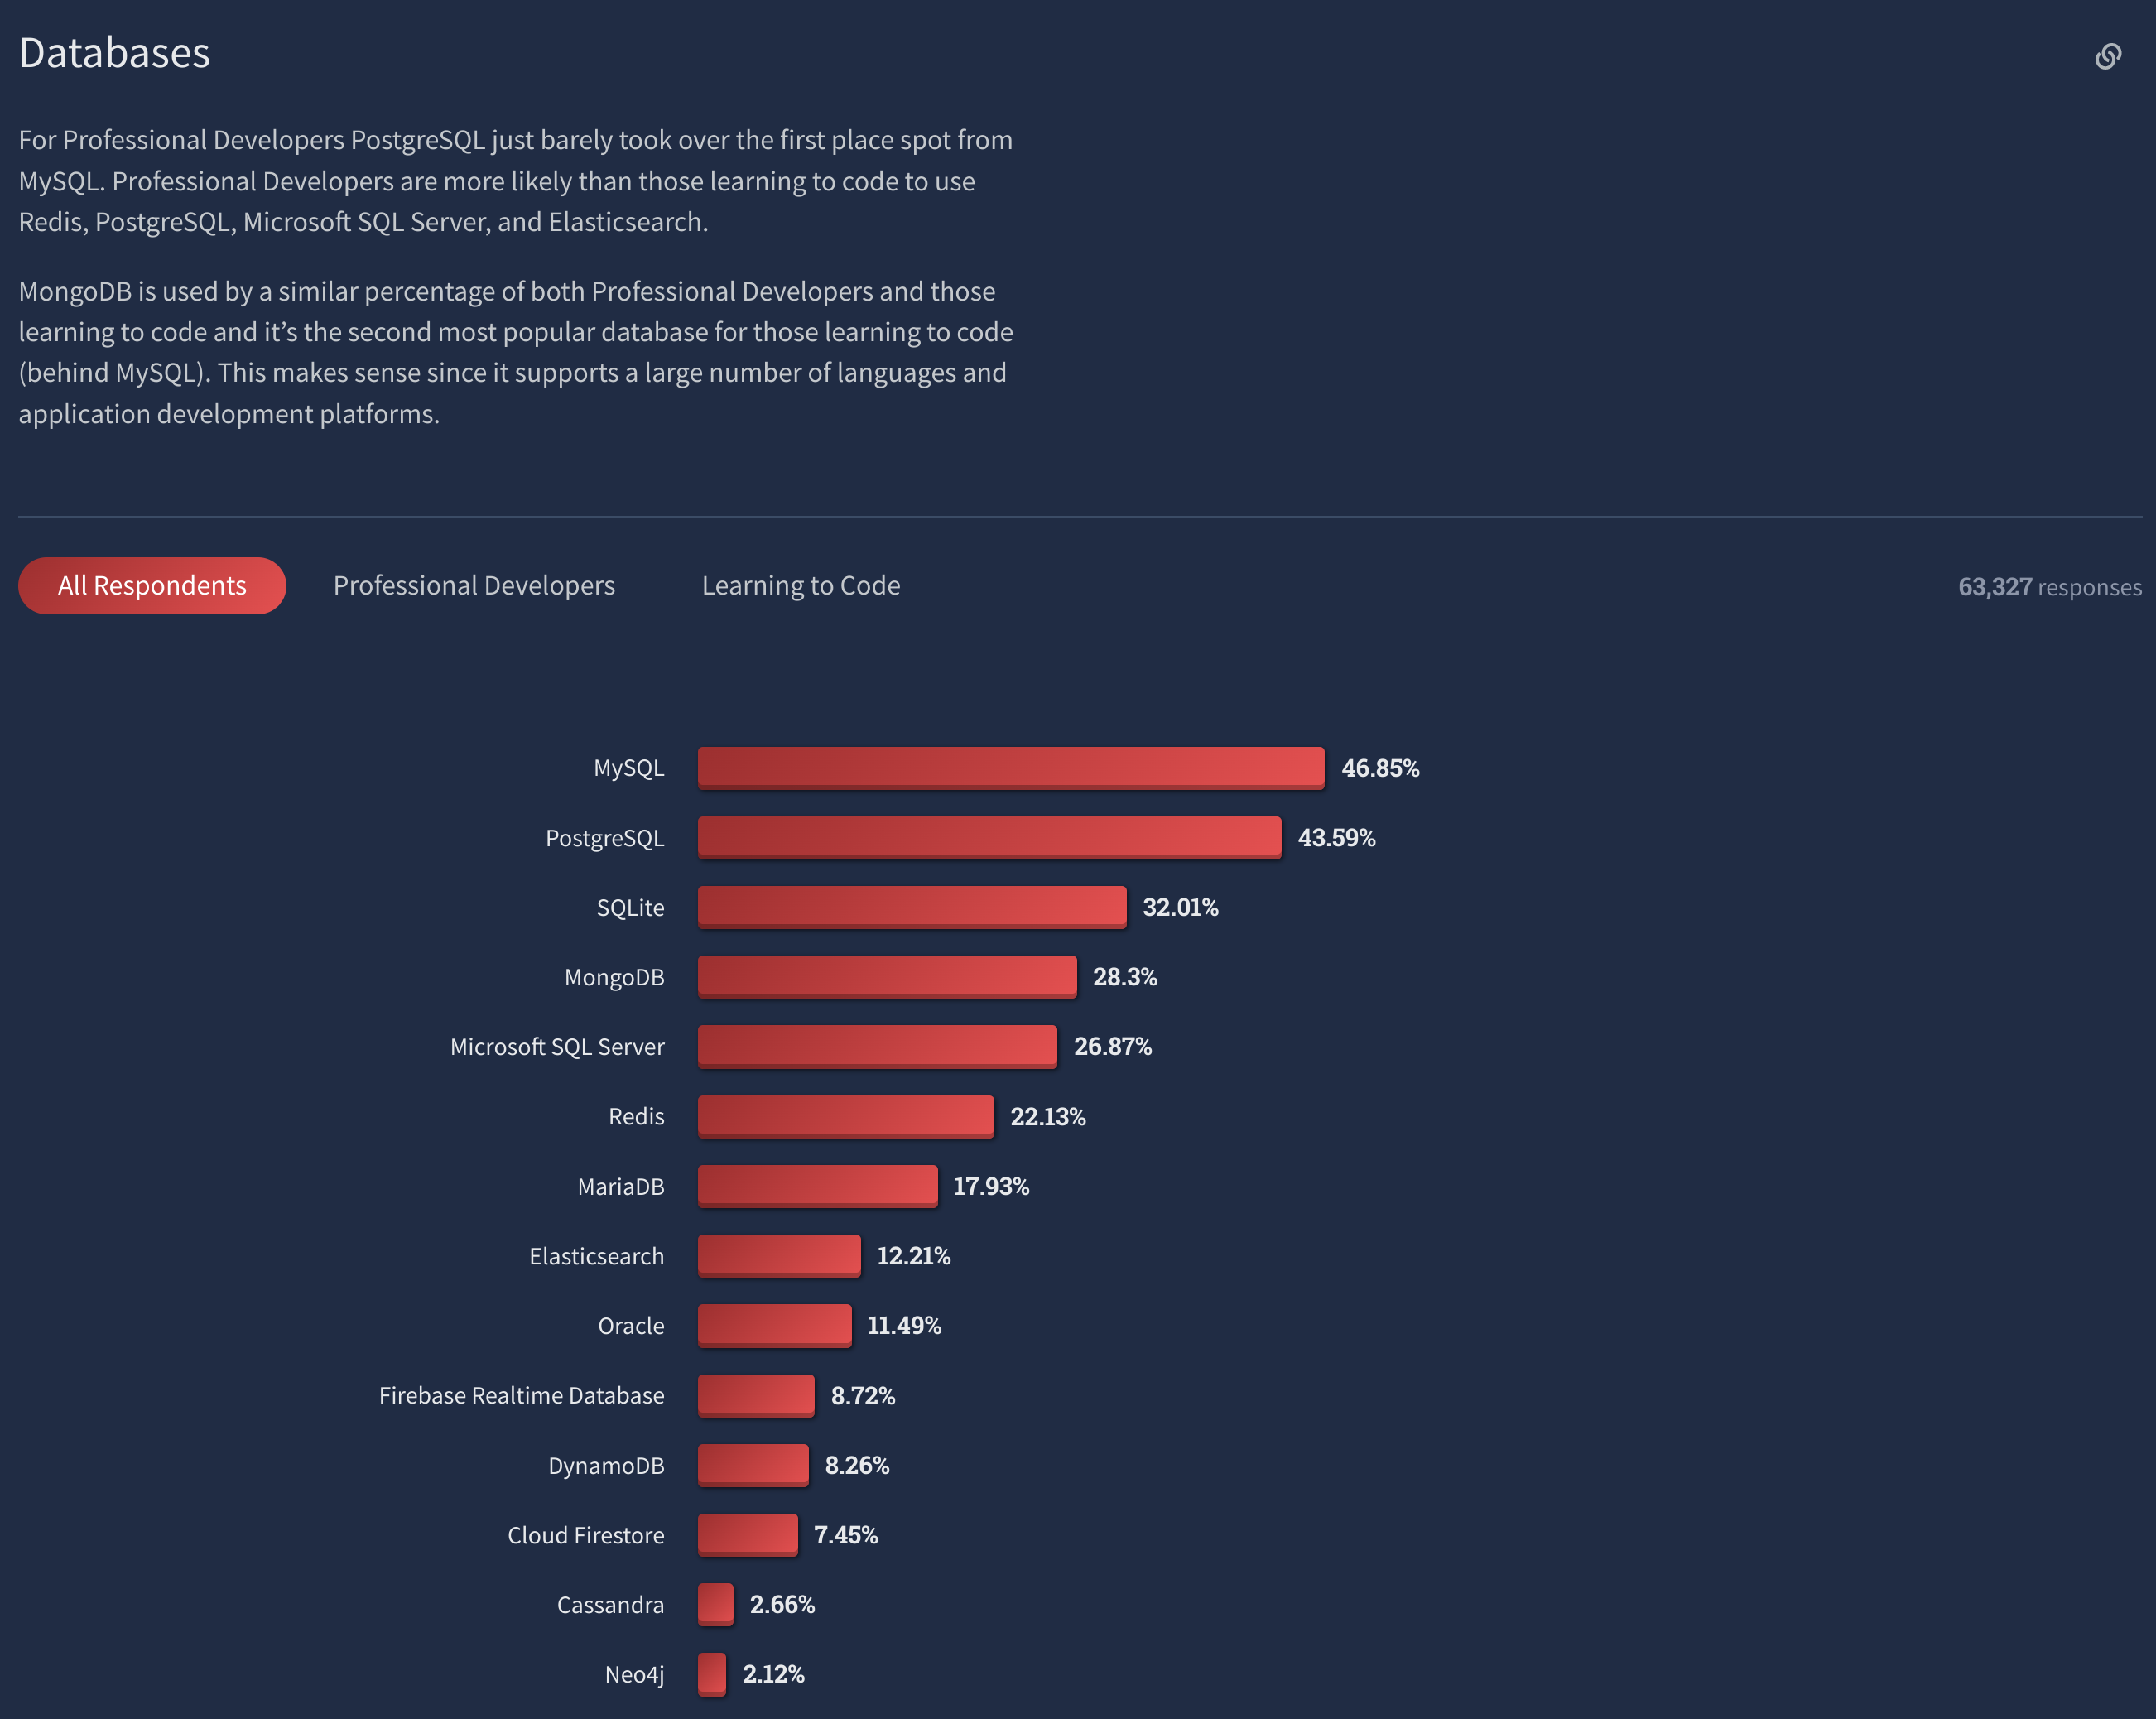 Databases
For Professional Developers PostgreSQL just barely took over the first place spot from
MySQL. Professional Developers are more likely than those learning to code to use
Redis, PostgreSQL, Microsoft SQL Server, and Elasticsearch.
MongoDB is used by a similar percentage of both Professional Developers and those
learning to code and it’s the second most popular database for those learning to code
(behind MySQL). This makes sense since it supports a large number of languages and
application development platforms.
All Respondents Professional Developers Learning to Code 63,327 responses
MySQL 46.85%
PostgreSQL 43.59%
SQLite 32.01%
MongoDB 28.3%
Microsoft SQL Server 26.87%
Redis 22.13%
MariaDB 17.93%
Elasticsearch 12.21%
Oracle 11.49%
Firebase Realtime Database 8.72%
DynamoDB 8.26%
Cloud Firestore 7.45%
Cassandra 2.66%
Neo4j 2.12%